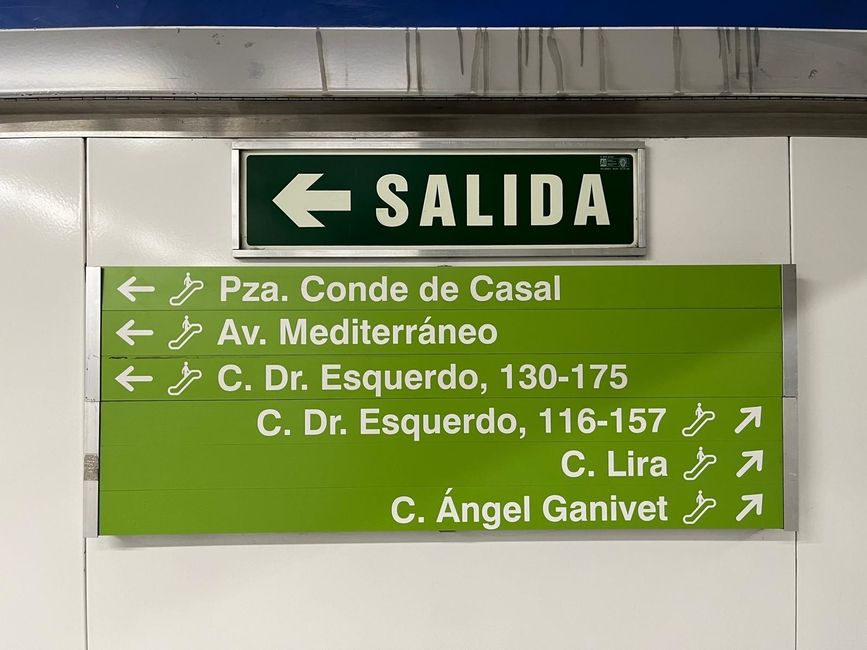 SALIDA
Pza. Conde de Casal
Av. Mediterráneo
C. Dr. Esquerdo, 130-175
C. Dr. Esquerdo, 116-157
C. Lira
C. Ángel Ganivet